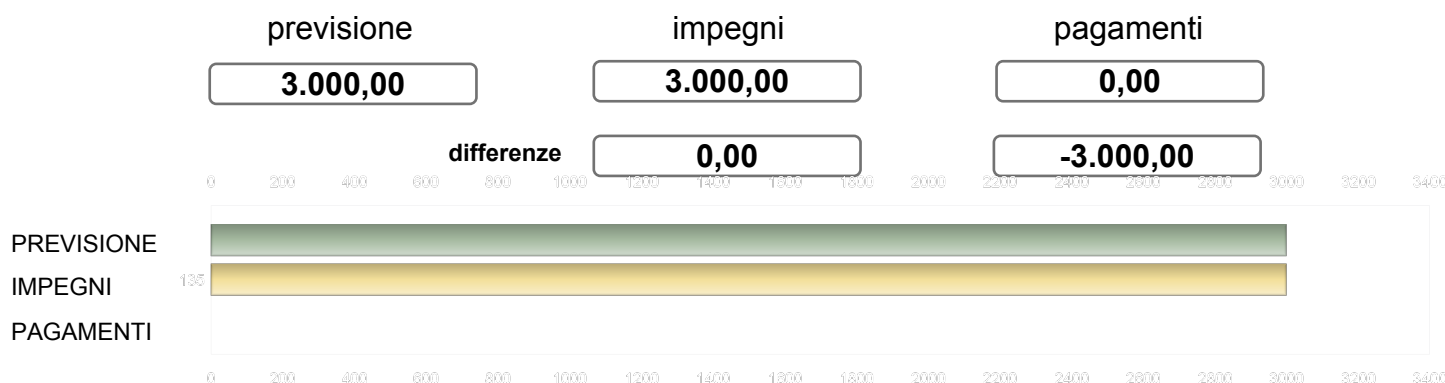 previsione impegni pagamenti
3.000,00 3.000,00 0,00
differenze 0,00 -3.000,00
0 200 400 600 800 1000 1200 1400 1600 1800 2000 2200 2400 2600 2800 3000 3200 3400
PREVISIONE
135
IMPEGNI
PAGAMENTI
0 200 400 600 800 1000 1200 1400 1600 1800 2000 2200 2400 2600 2800 3000 3200 3400